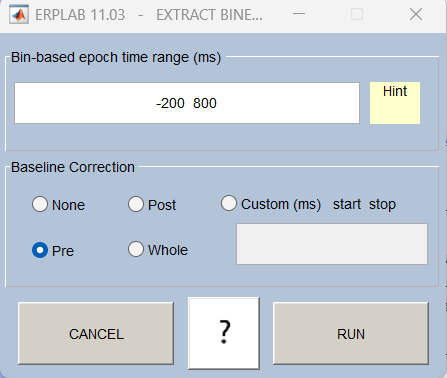 ERPLAB 11.03 - EXTRACT BINE...
Bin-based epoch time range (ms)
-200 800
Hint
Baseline Correction
None Post Custom (ms) start stop
Pre Whole
CANCEL ? RUN